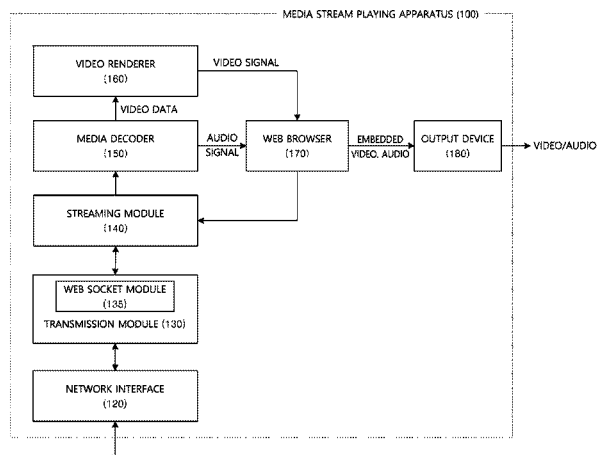 MEDIA STREAM PLAYING APPARATUS (100)
VIDEO RENDERER
(160)
VIDEO SIGNAL
VIDEO DATA
MEDIA DECODER
(150)
AUDIO
SIGNAL
WEB BROWSER
(170)
EMBEDDED
VIDEO, AUDIO
OUTPUT DEVICE
(180)
VIDEO/AUDIO
STREAMING MODULE
(140)
WEB SOCKET MODULE
(135)
TRANSMISSION MODULE (130)
NETWORK INTERFACE
(120)